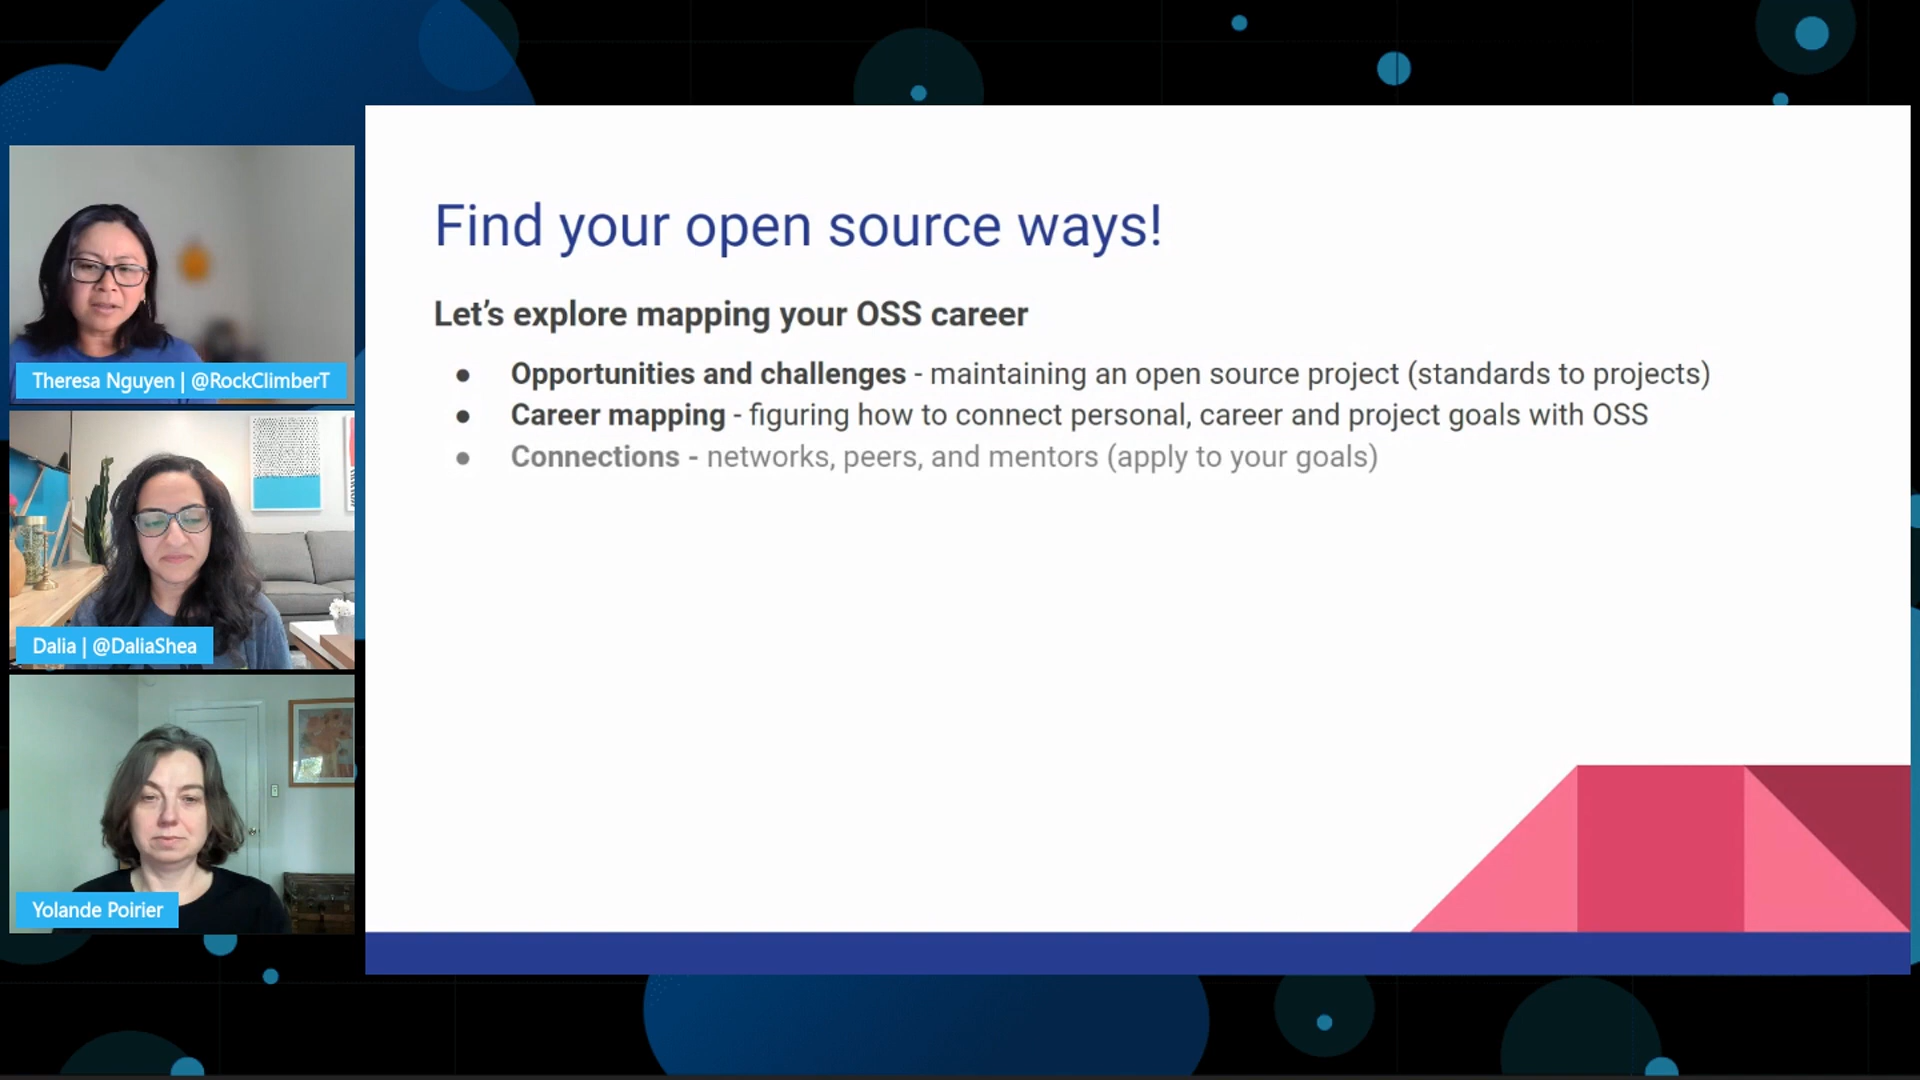 Find your open source ways!
Let’s explore mapping your OSS career
● Opportunities and challenges - maintaining an open source project (standards to projects)
● Career mapping - figuring how to connect personal, career and project goals with OSS
● Connections - networks, peers, and mentors (apply to your goals)
Theresa Nguyen | @RockClimberT
Dalia | @DaliaShea
Yolande Poirier